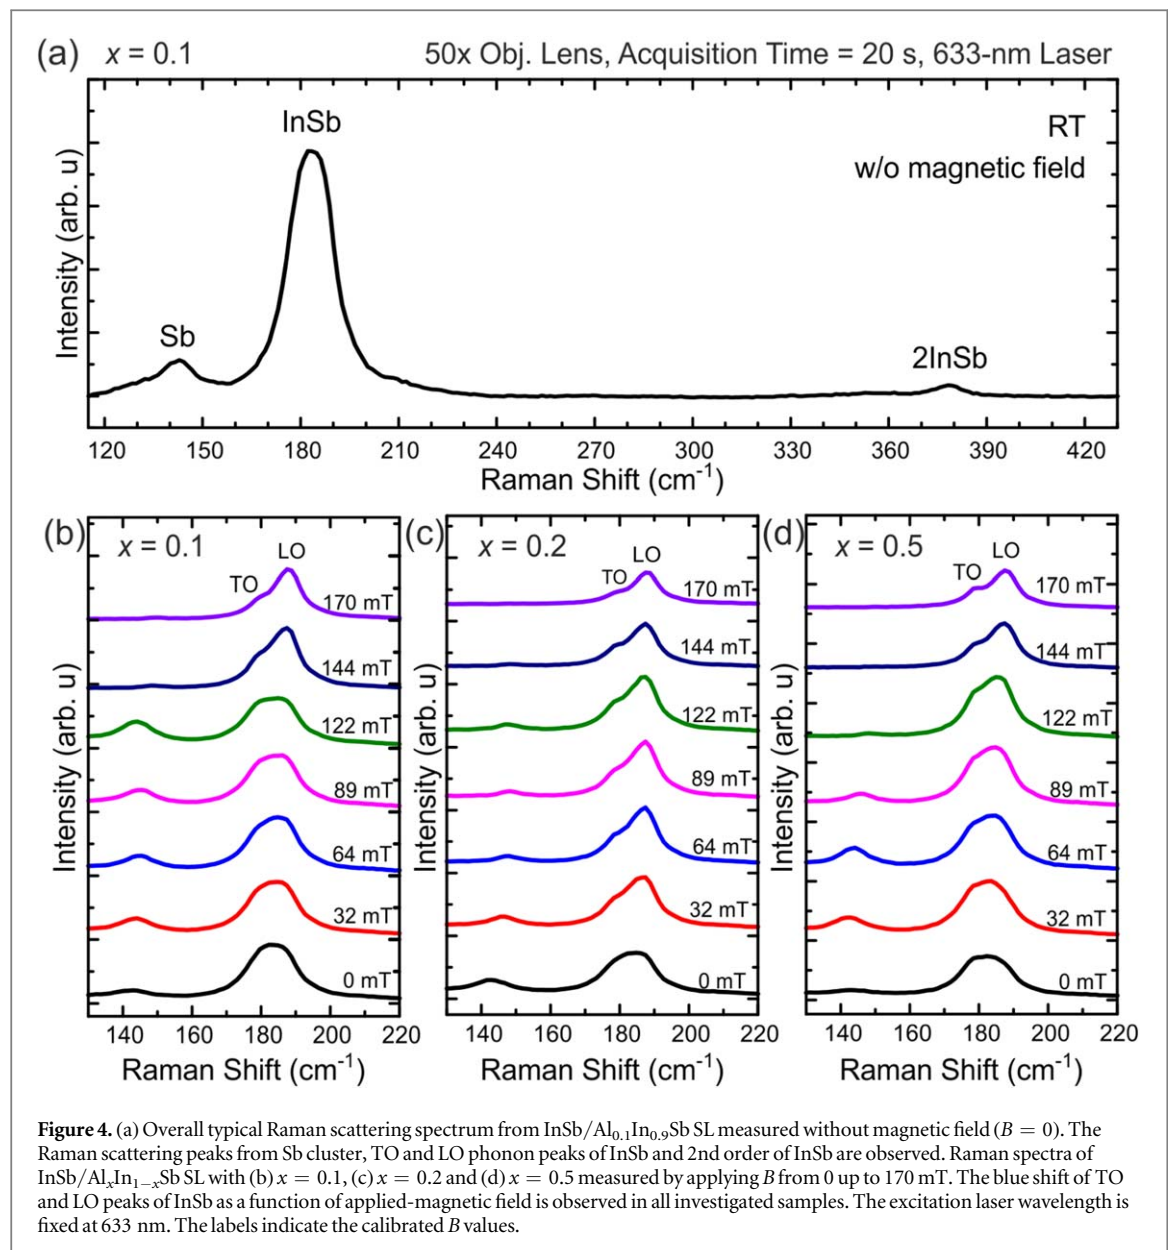 (a) x = 0.1 50x Obj. Lens, Acquisition Time = 20 s, 633-nm Laser
InSb
RT
w/o magnetic field
Sb
2InSb
Intensity (arb. u)
120 150 180 210 240 270 300 330 360 390 420
Raman Shift (cm-1)
(b) x = 0.1
LO
TO
170 mT
144 mT
122 mT
89 mT
64 mT
32 mT
0 mT
Intensity (arb. u)
140 160 180 200 220
Raman Shift (cm-1)
(c) x = 0.2
LO
TO
170 mT
144 mT
122 mT
89 mT
64 mT
32 mT
0 mT
Intensity (arb. u)
140 160 180 200 220
Raman Shift (cm-1)
(d) x = 0.5
LO
TO
170 mT
144 mT
122 mT
89 mT
64 mT
32 mT
0 mT
Intensity (arb. u)
140 160 180 200 220
Raman Shift (cm-1)
Figure 4. (a) Overall typical Raman scattering spectrum from InSb/Al0.1In0.9Sb SL measured without magnetic field (B = 0). The
Raman scattering peaks from Sb cluster, TO and LO phonon peaks of InSb and 2nd order of InSb are observed. Raman spectra of
InSb/AlxIn1−xSb SL with (b) x = 0.1, (c) x = 0.2 and (d) x = 0.5 measured by applying B from 0 up to 170 mT. The blue shift of TO
and LO peaks of InSb as a function of applied-magnetic field is observed in all investigated samples. The excitation laser wavelength is
fixed at 633 nm. The labels indicate the calibrated B values.